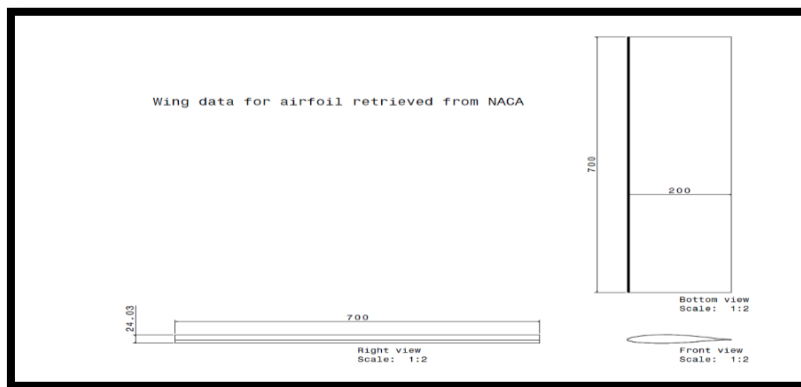 Wing data for airfoil retrieved from NACA
700
200
Bottom view
Scale: 1:2
24.03
700
Right view
Scale: 1:2
Front view
Scale: 1:2